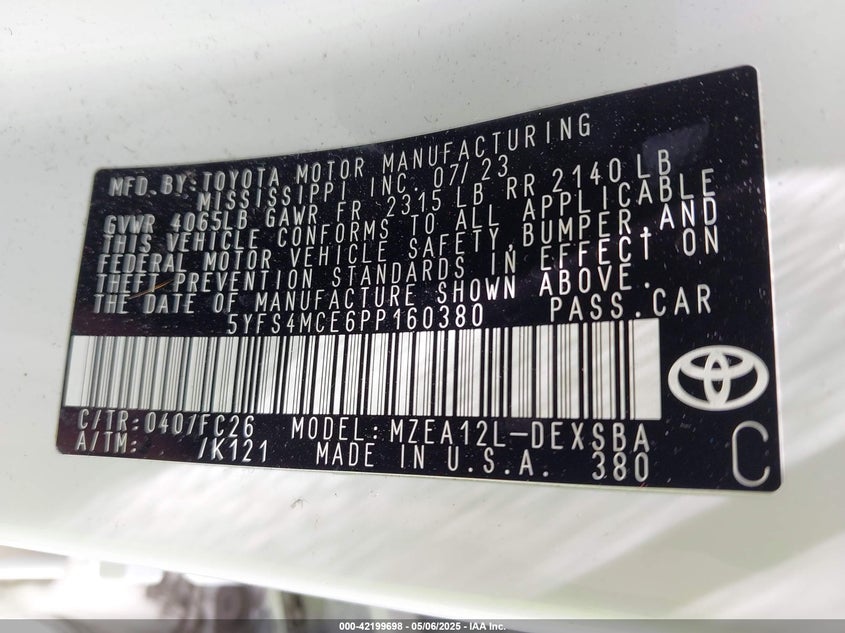 MFD.BY:TOYOTA MOTOR MANUFACTURING
MISSISSIPPI INC. 07/23
GVWR 4065LB GAWR FR 2315 LB RR 2140 LB
THIS VEHICLE CONFORMS TO ALL APPLICABLE
FEDERAL MOTOR VEHICLE SAFETY,BUMPER,AND
THEFT PREVENTION STANDARDS IN EFFECT ON
THE DATE OF MANUFACTURE SHOWN ABOVE.
5YFS4MCE6PP160380 PASS.CAR
C/TR:040/FC26 MODEL:MZEA12L-DEXSBA
A/TM: /K121 MADE IN U.S.A. 380 C
000-42199698 - 05/06/2025 - IAA Inc.